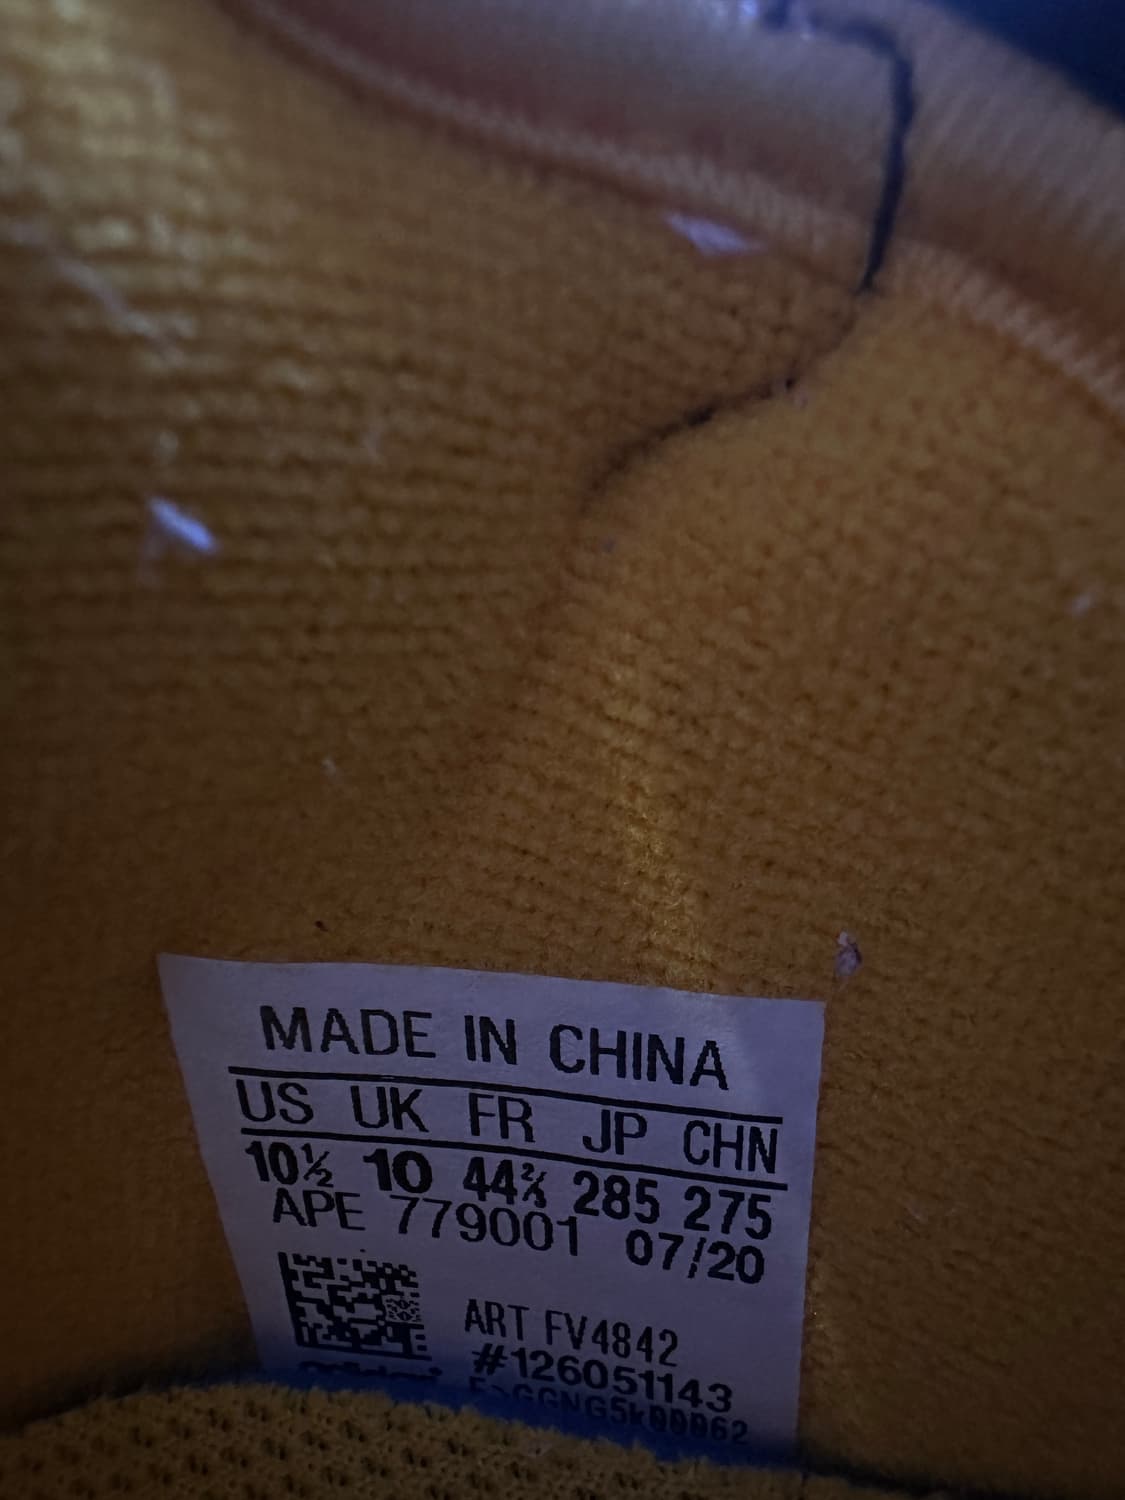 MADE IN CHINA
US UK FR JP CHN
10½ 10 44⅔ 285 275
APE 779001 07/20
ART FV4842
#126051143